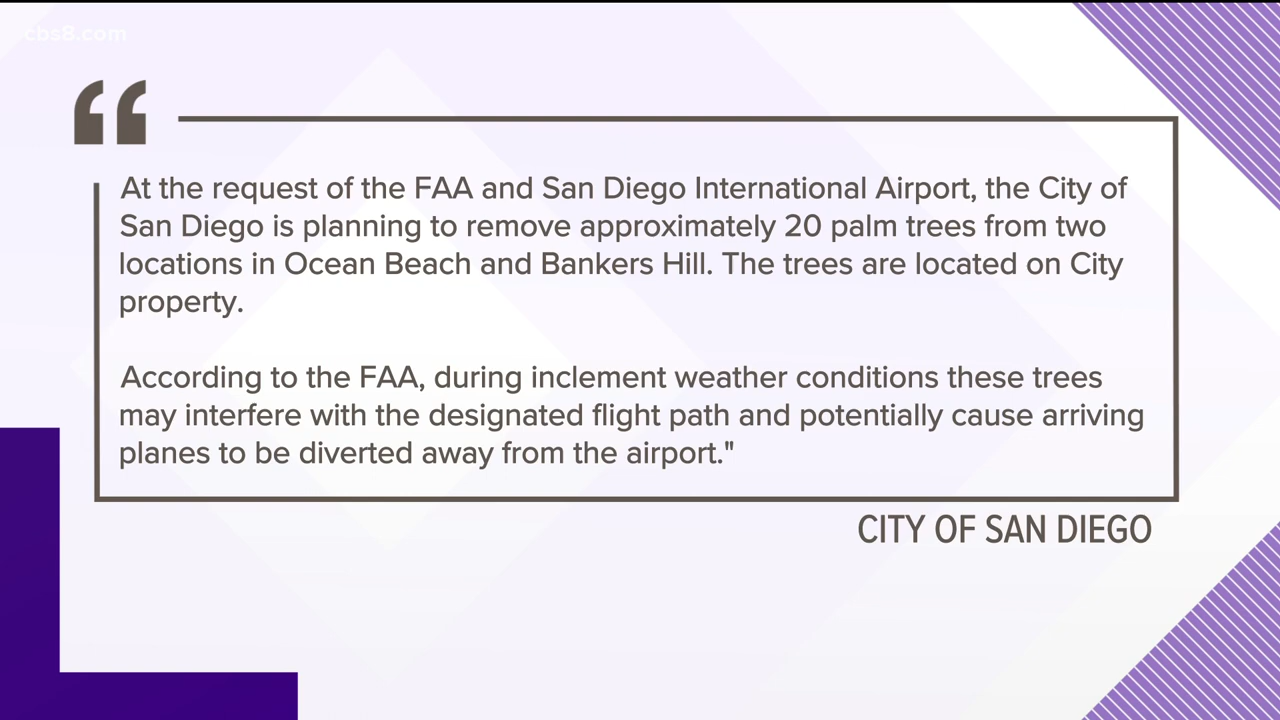 cbs8.com
“
At the request of the FAA and San Diego International Airport, the City of
San Diego is planning to remove approximately 20 palm trees from two
locations in Ocean Beach and Bankers Hill. The trees are located on City
property.
According to the FAA, during inclement weather conditions these trees
may interfere with the designated flight path and potentially cause arriving
planes to be diverted away from the airport."
CITY OF SAN DIEGO